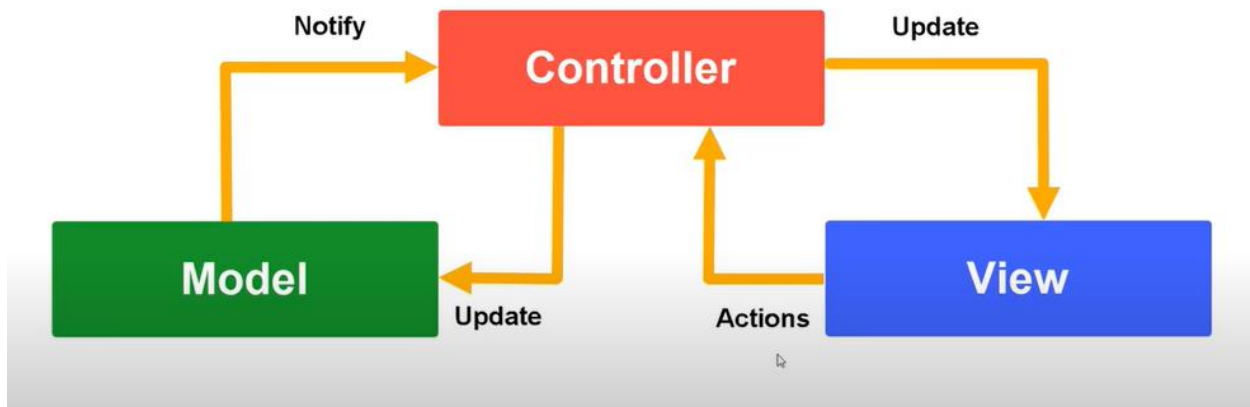 Notify
Update
Controller
Model
View
Update
Actions